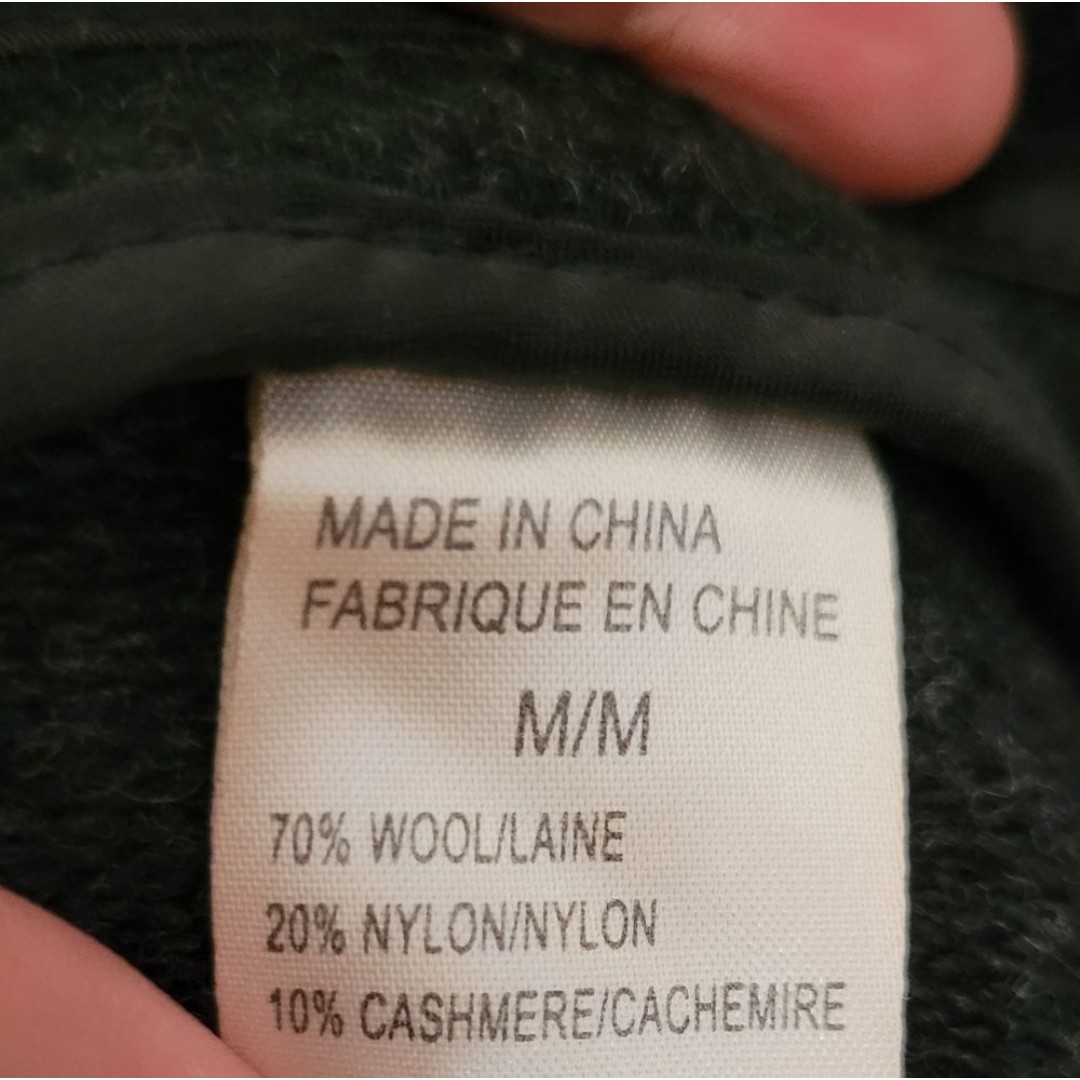 MADE IN CHINA
FABRIQUE EN CHINE
M/M
70% WOOL/LAINE
20% NYLON/NYLON
10% CASHMERE/CACHEMIRE